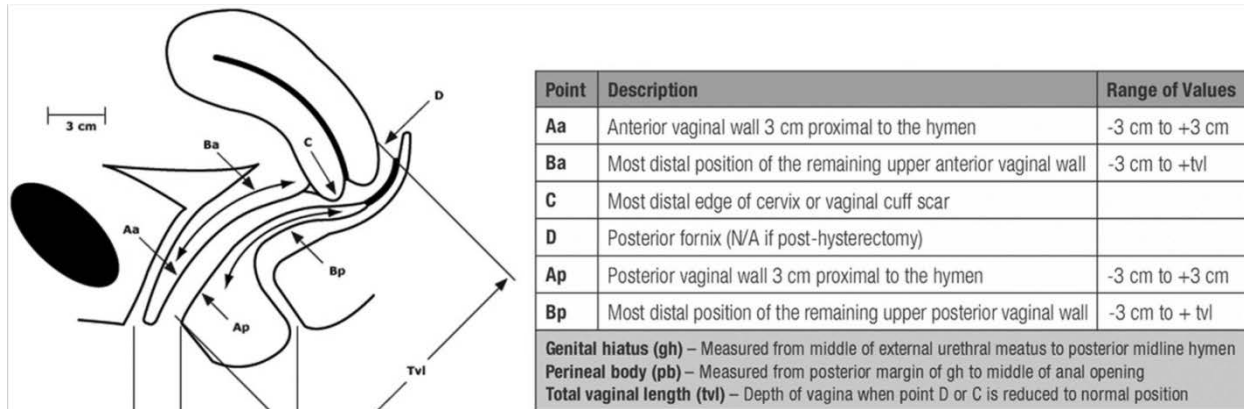 D
3 cm
Ba
C
Aa
Bp
Ap
Tvl
Point Description Range of Values
Aa Anterior vaginal wall 3 cm proximal to the hymen -3 cm to +3 cm
Ba Most distal position of the remaining upper anterior vaginal wall -3 cm to +tvl
C Most distal edge of cervix or vaginal cuff scar
D Posterior fornix (N/A if post-hysterectomy)
Ap Posterior vaginal wall 3 cm proximal to the hymen -3 cm to +3 cm
Bp Most distal position of the remaining upper posterior vaginal wall -3 cm to + tvl
Genital hiatus (gh) – Measured from middle of external urethral meatus to posterior midline hymen
Perineal body (pb) – Measured from posterior margin of gh to middle of anal opening
Total vaginal length (tvl) – Depth of vagina when point D or C is reduced to normal position